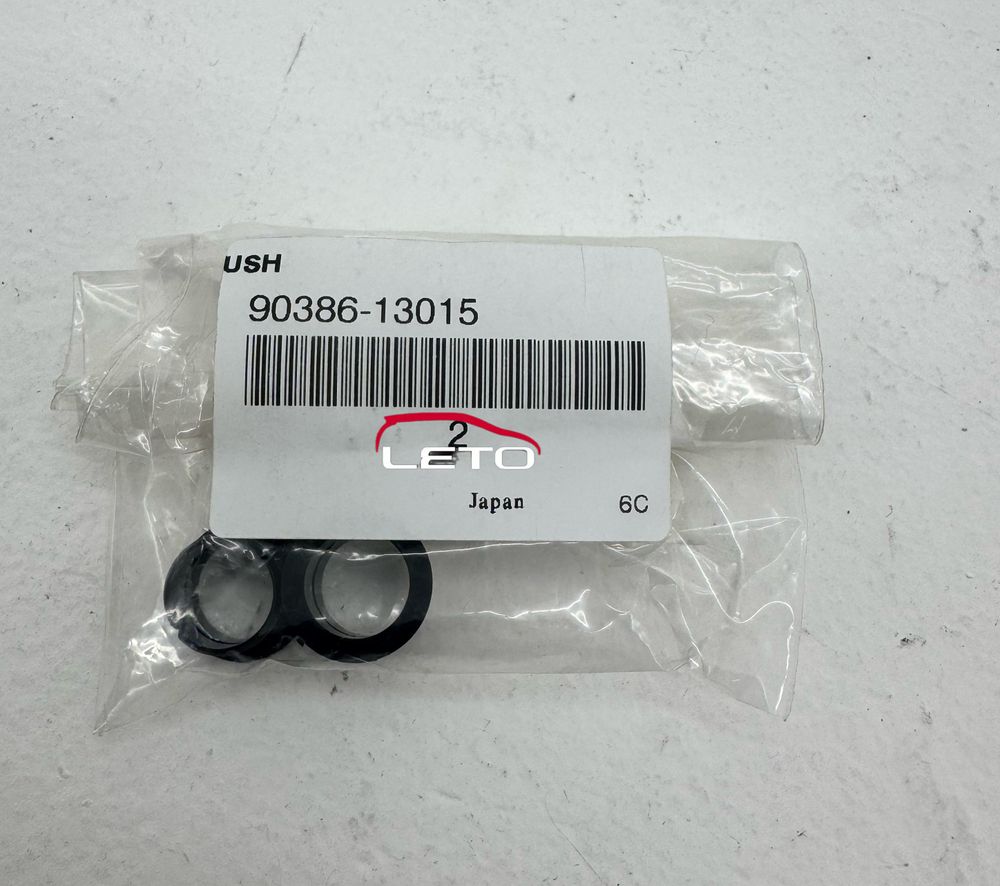 USH
90386-13015
2
LETO
Japan
6C